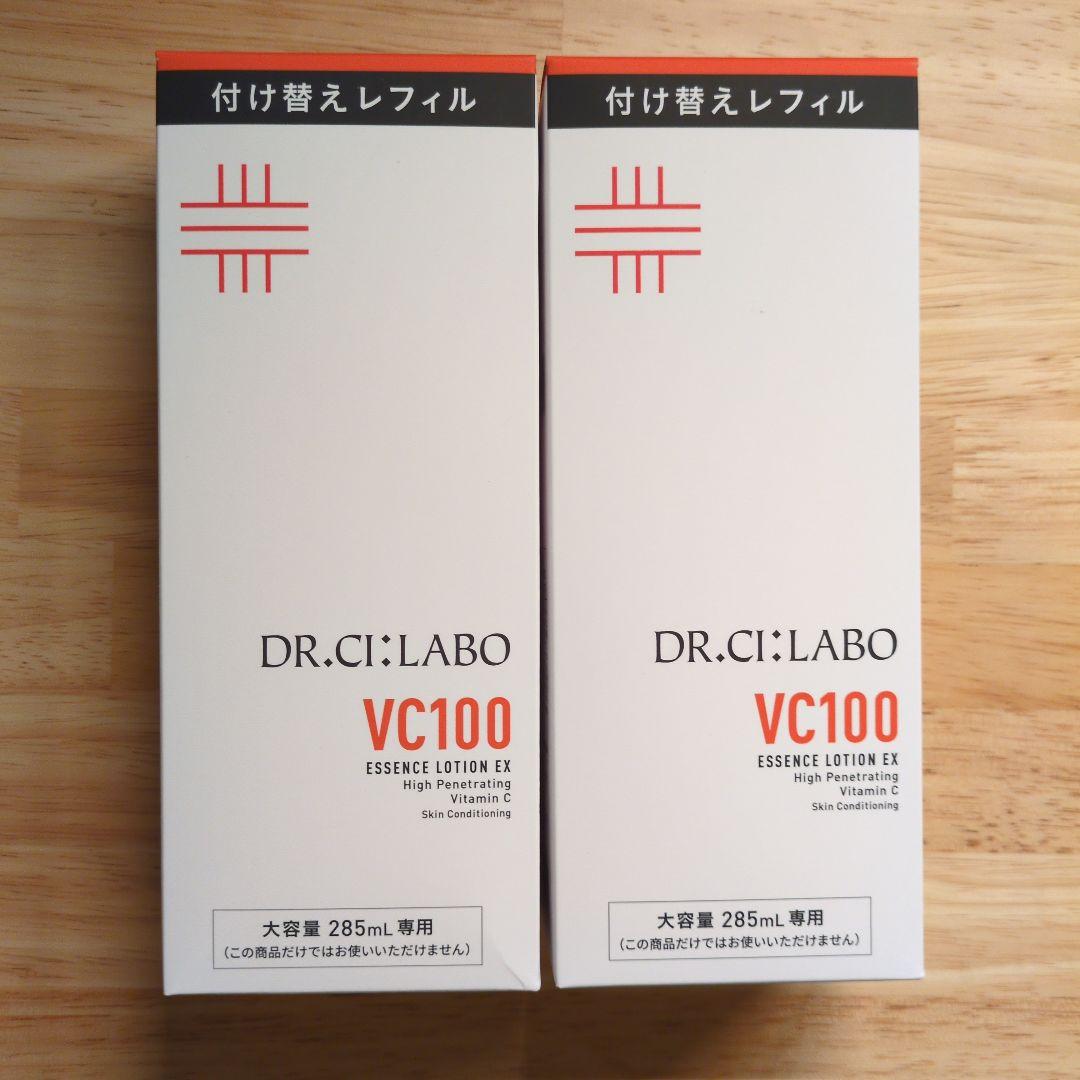 付け替えレフィル
DR.CI:LABO
VC100
ESSENCE LOTION EX
High Penetrating
Vitamin C
Skin Conditioning
大容量 285mL 専用
(この商品だけではお使いいただけません)
付け替えレフィル
DR.CI:LABO
VC100
ESSENCE LOTION EX
High Penetrating
Vitamin C
Skin Conditioning
大容量 285mL 専用
(この商品だけではお使いいただけません)